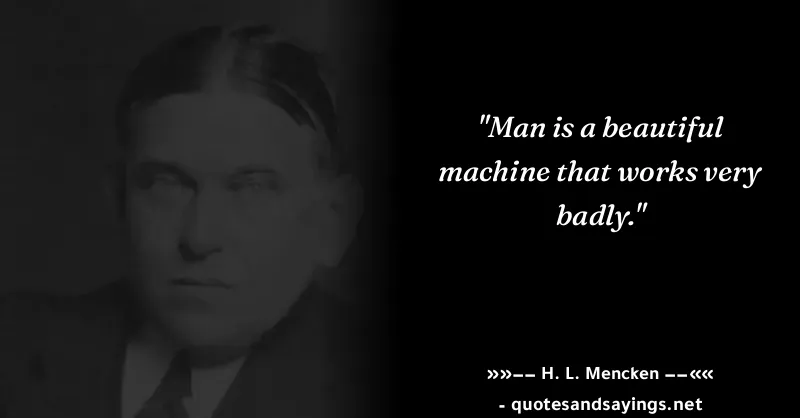 "Man is a beautiful
machine that works very
badly."
»»−− H. L. Mencken −−««
- quotesandsayings.net